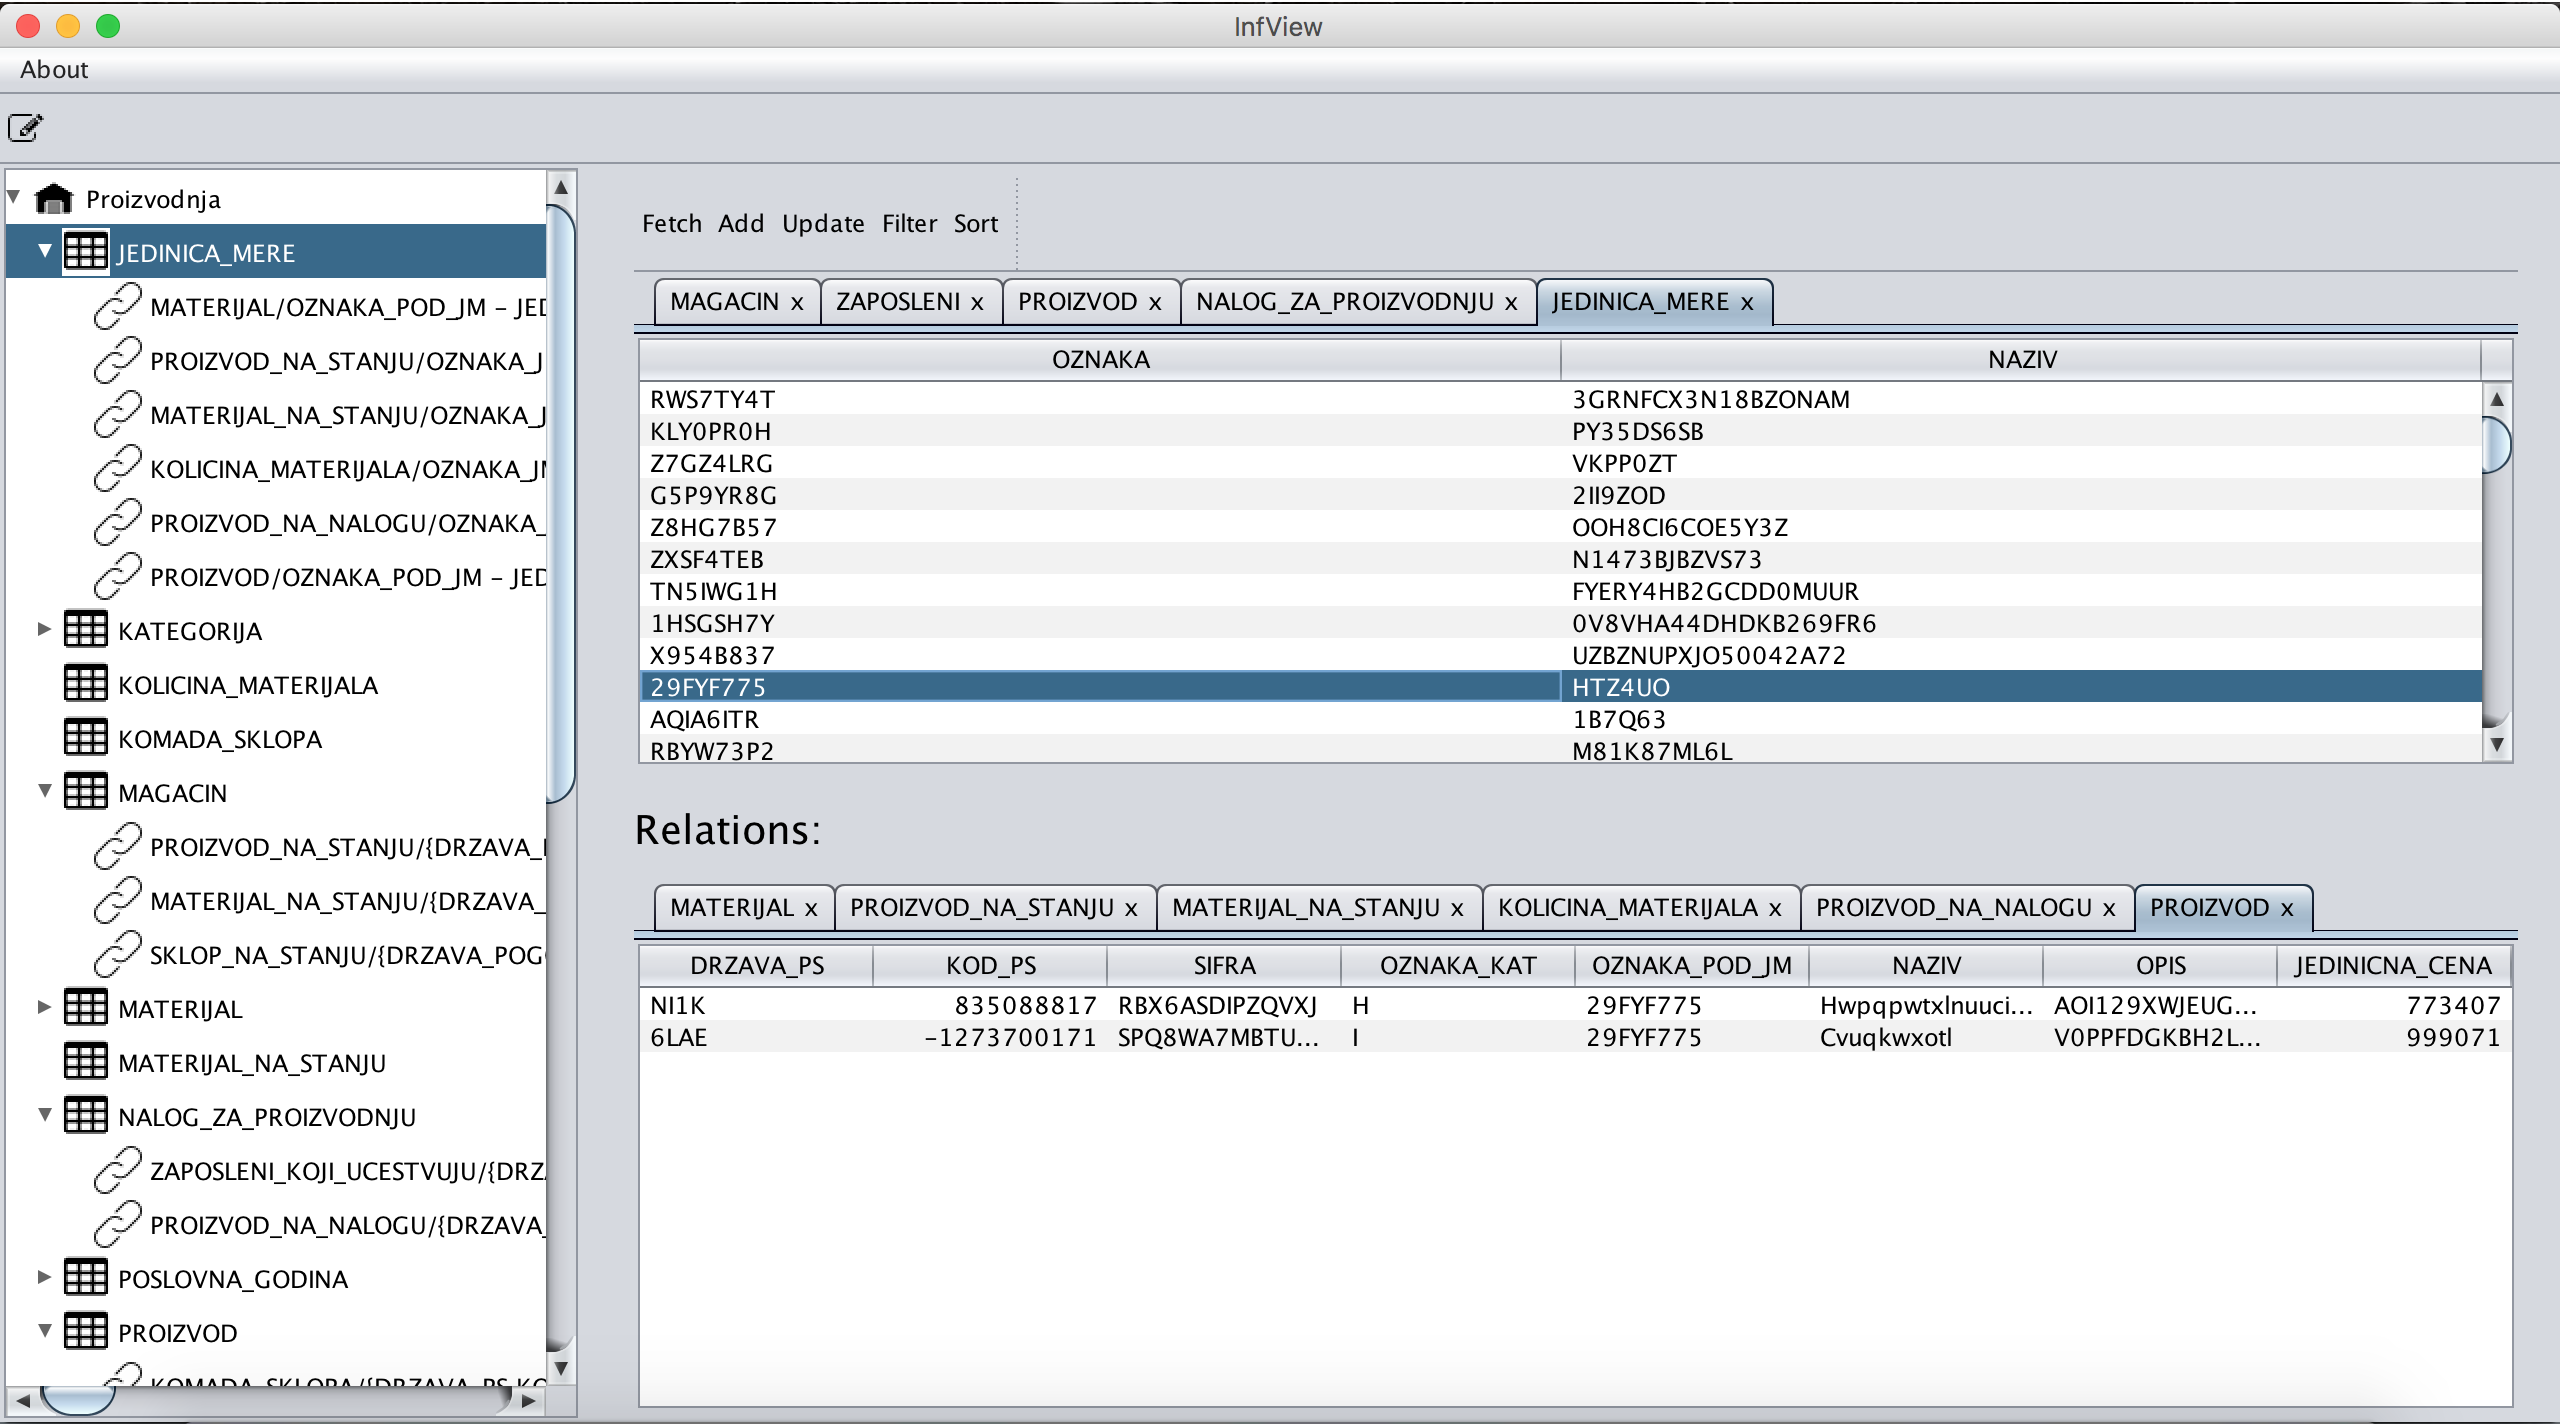 InfView
About
Proizvodnja
JEDINICA_MERE
MATERIJAL/OZNAKA_POD_JM – JED
PROIZVOD_NA_STANJU/OZNAKA_J
MATERIJAL_NA_STANJU/OZNAKA_J
KOLICINA_MATERIJALA/OZNAKA_JM
PROIZVOD_NA_NALOGU/OZNAKA_
PROIZVOD/OZNAKA_POD_JM – JED
KATEGORIJA
KOLICINA_MATERIJALA
KOMADA_SKLOPA
MAGACIN
PROIZVOD_NA_STANJU/{DRZAVA_
MATERIJAL_NA_STANJU/{DRZAVA_
SKLOP_NA_STANJU/{DRZAVA_POG
MATERIJAL
MATERIJAL_NA_STANJU
NALOG_ZA_PROIZVODNJU
ZAPOSLENI_KOJI_UCESTVUJU/{DRZ
PROIZVOD_NA_NALOGU/{DRZAVA_
POSLOVNA_GODINA
PROIZVOD
KOMADA_SKLOPA/{DRZAVA_PS,KO
Fetch Add Update Filter Sort
MAGACIN x ZAPOSLENI x PROIZVOD x NALOG_ZA_PROIZVODNJU x JEDINICA_MERE x
OZNAKA NAZIV
RWS7TY4T 3GRNFCX3N18BZONAM
KLY0PR0H PY35DS6SB
Z7GZ4LRG VKPP0ZT
G5P9YR8G 2II9ZOD
Z8HG7B57 OOH8CI6COE5Y3Z
ZXSF4TEB N1473BJBZVS73
TN5IWG1H FYERY4HB2GCDD0MUUR
1HSGSH7Y 0V8VHA44DHDKB269FR6
X954B837 UZBZNUPXJO50042A72
29FYF775 HTZ4UO
AQIA6ITR 1B7Q63
RBYW73P2 M81K87ML6L
Relations:
MATERIJAL x PROIZVOD_NA_STANJU x MATERIJAL_NA_STANJU x KOLICINA_MATERIJALA x PROIZVOD_NA_NALOGU x PROIZVOD x
DRZAVA_PS KOD_PS SIFRA OZNAKA_KAT OZNAKA_POD_JM NAZIV OPIS JEDINICNA_CENA
NI1K 835088817 RBX6ASDIPZQVXJ H 29FYF775 Hwpqpwtxlnuuci... AOI129XWJEUG... 773407
6LAE -1273700171 SPQ8WA7MBTU... I 29FYF775 Cvuqkwxotl V0PPFDGKBH2L... 999071